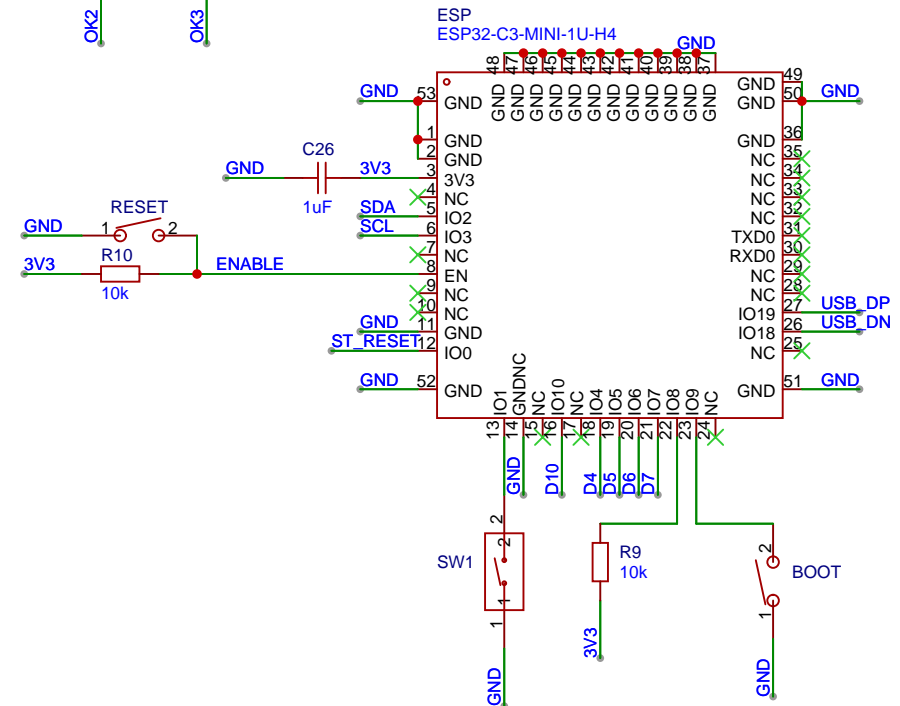 OK2
OK3
ESP
ESP32-C3-MINI-1U-H4
GND
48
47
46
45
44
43
42
41
40
39
38
37
GND
GND
GND
GND
GND
GND
GND
GND
GND
GND
GND
GND
GND
53
GND
1
GND
2
GND
C26
GND
3V3
1uF
3
3V3
4
NC
SDA
5
IO2
SCL
6
IO3
7
NC
RESET
GND
1
2
R10
3V3
10k
ENABLE
8
EN
9
NC
10
NC
GND
11
GND
ST_RESET
12
IO0
GND
52
GND
49
GND
50
GND
GND
36
GND
35
NC
34
NC
33
NC
32
NC
31
TXD0
30
RXD0
29
NC
28
NC
27
IO19
USB_DP
26
IO18
USB_DN
25
NC
51
GND
GND
IO1
GNDNC
NC
IO10
NC
IO4
IO5
IO6
IO7
IO8
IO9
NC
13
14
15
16
17
18
19
20
21
22
23
24
GND
D10
D4
D5
D6
D7
2
SW1
2
1
1
GND
R9
10k
3V3
2
BOOT
1
GND